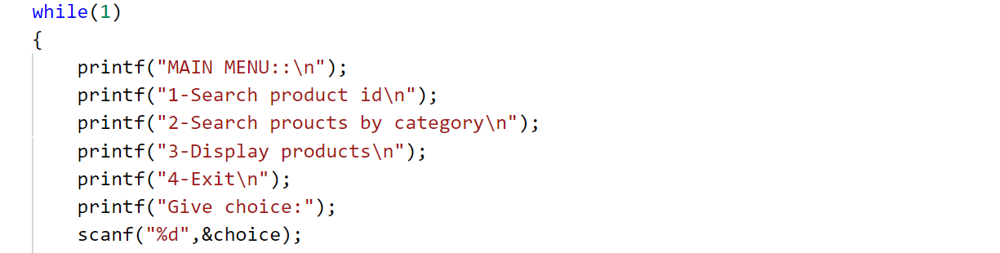 while(1)
{
printf("MAIN MENU::\n");
printf("1-Search product id\n");
printf("2-Search proucts by category\n");
printf("3-Display products\n");
printf("4-Exit\n");
printf("Give choice:");
scanf("%d",&choice);